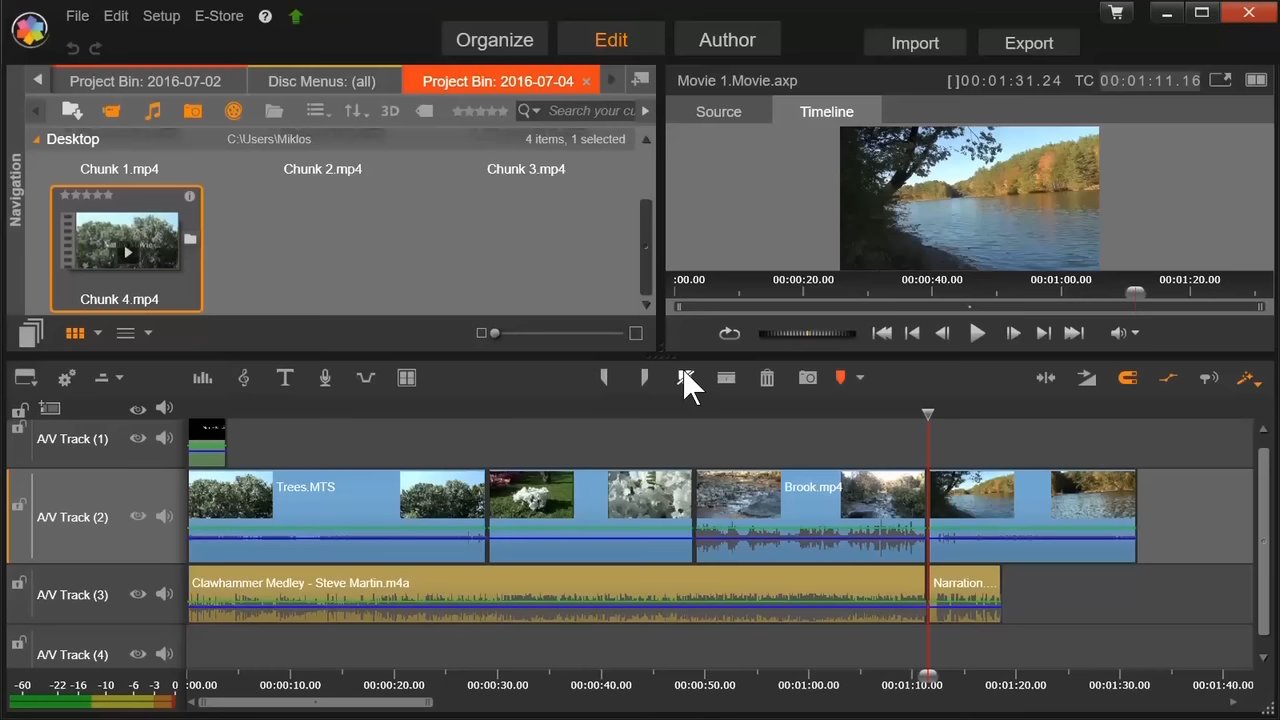 File Edit Setup E-Store ?
Organize Edit Author Import Export
Project Bin: 2016-07-02 Disc Menus: (all) Project Bin: 2016-07-04 ×
Movie 1.Movie.axp [ ] 00:01:31.24 TC 00:01:11.16
3D Search your cu
Source Timeline
Desktop C:\Users\Miklos 4 items, 1 selected
Chunk 1.mp4 Chunk 2.mp4 Chunk 3.mp4
Navigation
Chunk 4.mp4
:00.00 00:00:20.00 00:00:40.00 00:01:00.00 00:01:20.00
A/V Track (1)
Trees.MTS Brook.mp4
A/V Track (2)
Clawhammer Medley - Steve Martin.m4a Narration....
A/V Track (3)
A/V Track (4)
-60 -22 -16 -10 -6 -3 0 :00.00 00:00:10.00 00:00:20.00 00:00:30.00 00:00:40.00 00:00:50.00 00:01:00.00 00:01:10.00 00:01:20.00 00:01:30.00 00:01:40.00